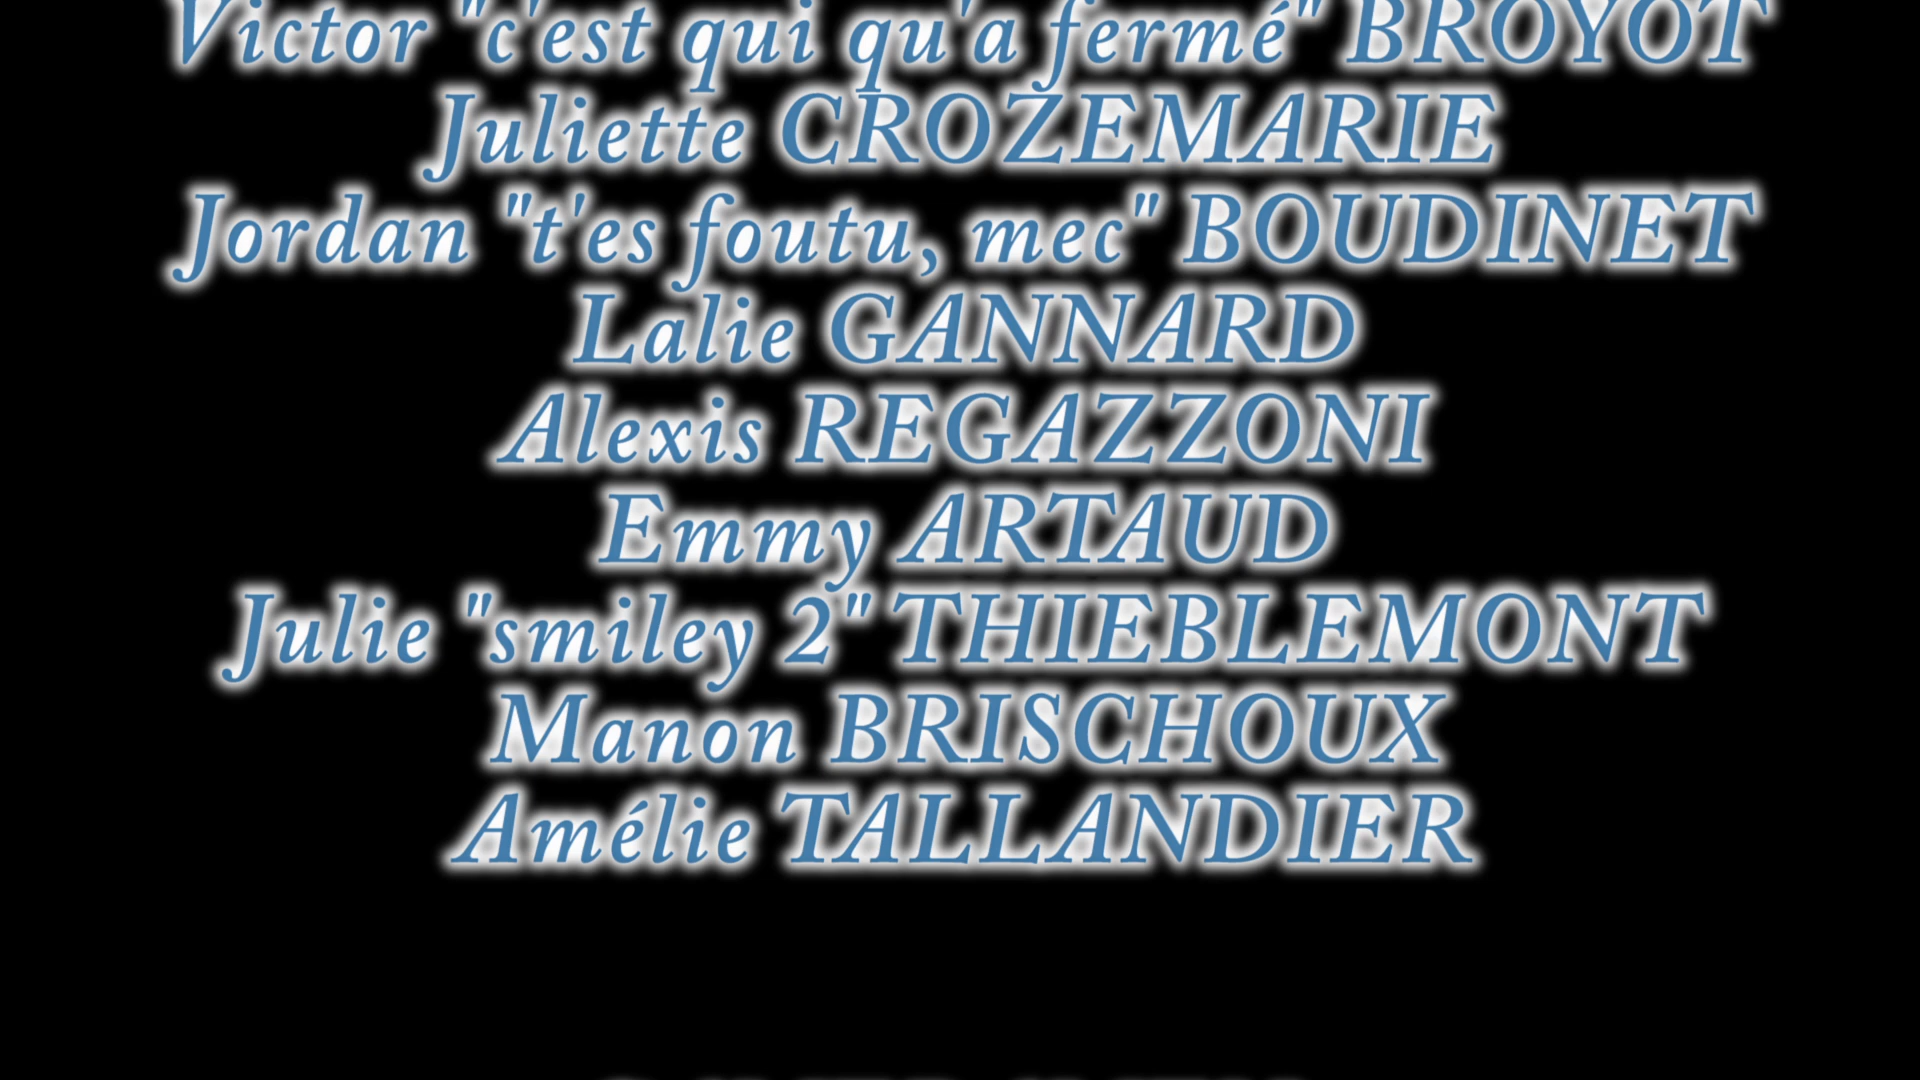 Victor "c'est qui qu'a fermé" BROYOT
Juliette CROZEMARIE
Jordan "t'es foutu, mec" BOUDINET
Lalie GANNARD
Alexis REGAZZONI
Emmy ARTAUD
Julie "smiley 2" THIEBLEMONT
Manon BRISCHOUX
Amélie TALLANDIER